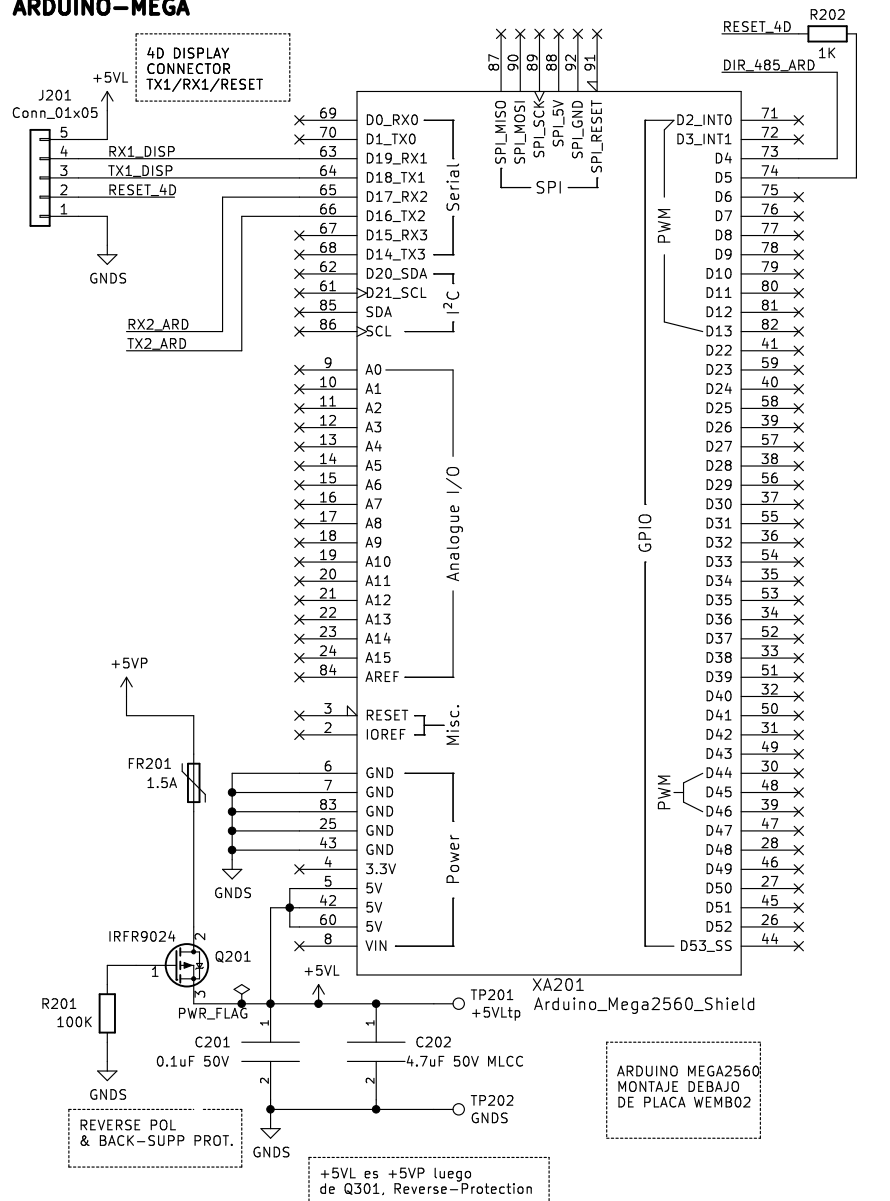 ARDUINO-MEGA
4D DISPLAY
CONNECTOR
TX1/RX1/RESET
+5VL
J201
Conn_01x05
5
4
3
2
1
RX1_DISP
TX1_DISP
RESET_4D
GNDS
RX2_ARD
TX2_ARD
RESET_4D
R202
1K
DIR_485_ARD
87
90
89
88
92
91
SPI_MISO
SPI_MOSI
SPI_SCK
SPI_5V
SPI_GND
SPI_RESET
SPI
69 D0_RX0
70 D1_TX0
63 D19_RX1
64 D18_TX1
65 D17_RX2
66 D16_TX2
67 D15_RX3
68 D14_TX3
Serial
62 D20_SDA
61 D21_SCL
85 SDA
86 SCL
I²C
9 A0
10 A1
11 A2
12 A3
13 A4
14 A5
15 A6
16 A7
17 A8
18 A9
19 A10
20 A11
21 A12
22 A13
23 A14
24 A15
84 AREF
Analogue I/O
3 RESET
2 IOREF
Misc.
6 GND
7 GND
83 GND
25 GND
43 GND
4 3.3V
5 5V
42 5V
60 5V
8 VIN
Power
D2_INT0 71
D3_INT1 72
D4 73
D5 74
D6 75
D7 76
D8 77
D9 78
D10 79
D11 80
D12 81
D13 82
PWM
D22 41
D23 59
D24 40
D25 58
D26 39
D27 57
D28 38
D29 56
D30 37
D31 55
D32 36
D33 54
D34 35
D35 53
D36 34
D37 52
D38 33
D39 51
D40 32
D41 50
D42 31
D43 49
D44 30
D45 48
D46 39
D47 47
D48 28
D49 46
D50 27
D51 45
D52 26
D53_SS 44
GPIO
PWM
+5VP
FR201
1.5A
GNDS
IRFR9024
2
Q201
1
3
R201
100K
GNDS
PWR_FLAG
+5VL
XA201
Arduino_Mega2560_Shield
TP201
+5VLtp
1
C201
0.1uF 50V
2
1
C202
4.7uF 50V MLCC
2
TP202
GNDS
GNDS
REVERSE POL
& BACK-SUPP PROT.
ARDUINO MEGA2560
MONTAJE DEBAJO
DE PLACA WEMB02
+5VL es +5VP luego
de Q301, Reverse-Protection